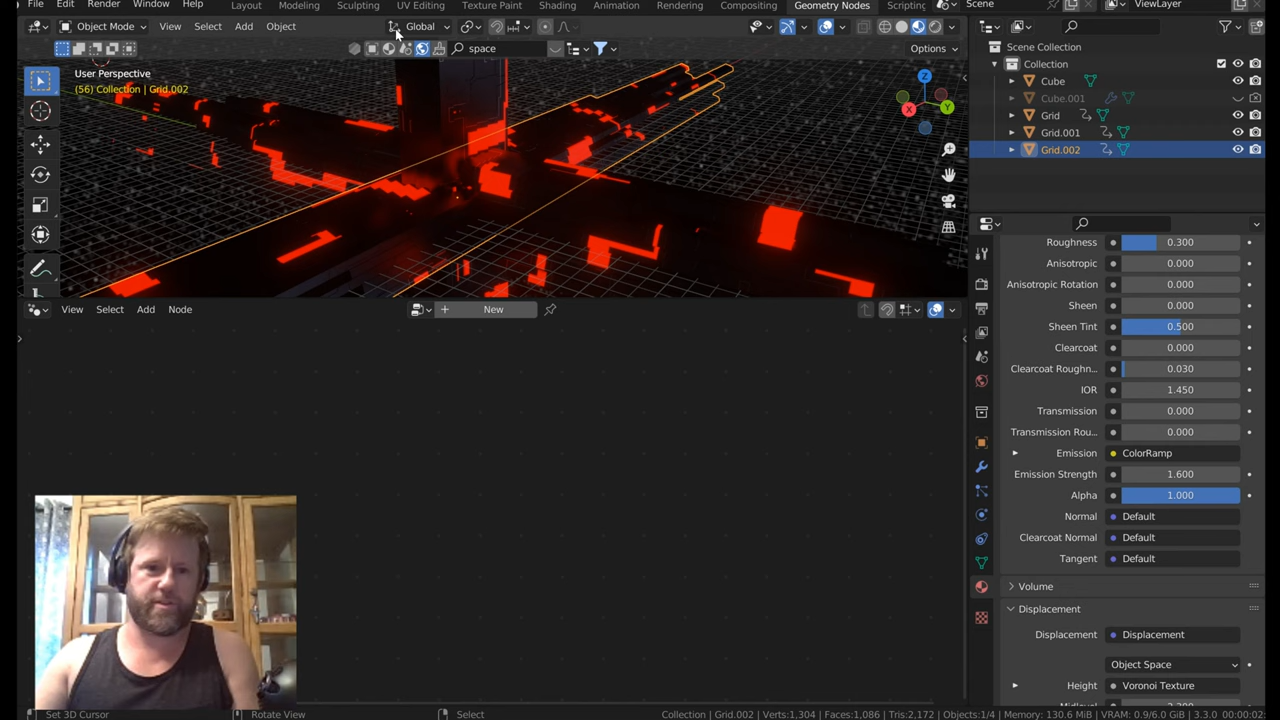 File Edit Render Window Help Layout Modeling Sculpting UV Editing Texture Paint Shading Animation Rendering Compositing Geometry Nodes Scripting Scene ViewLayer
Object Mode View Select Add Object Global
space Options
User Perspective
(56) Collection | Grid.002
Z
Y
X
Scene Collection
Collection
Cube
Cube.001
Grid
Grid.001
Grid.002
View Select Add Node New
Roughness 0.300
Anisotropic 0.000
Anisotropic Rotation 0.000
Sheen 0.000
Sheen Tint 0.500
Clearcoat 0.000
Clearcoat Roughn... 0.030
IOR 1.450
Transmission 0.000
Transmission Rou... 0.000
Emission ColorRamp
Emission Strength 1.600
Alpha 1.000
Normal Default
Clearcoat Normal Default
Tangent Default
Volume
Displacement
Displacement Displacement
Object Space
Height Voronoi Texture
Set 3D Cursor Rotate View Select Collection | Grid.002 | Verts:1,304 | Faces:1,086 | Tris:2,172 | Objects:1/4 | Memory: 130.6 MiB | VRAM: 0.9/6.0 GiB | 3.3.0 00:00:02: